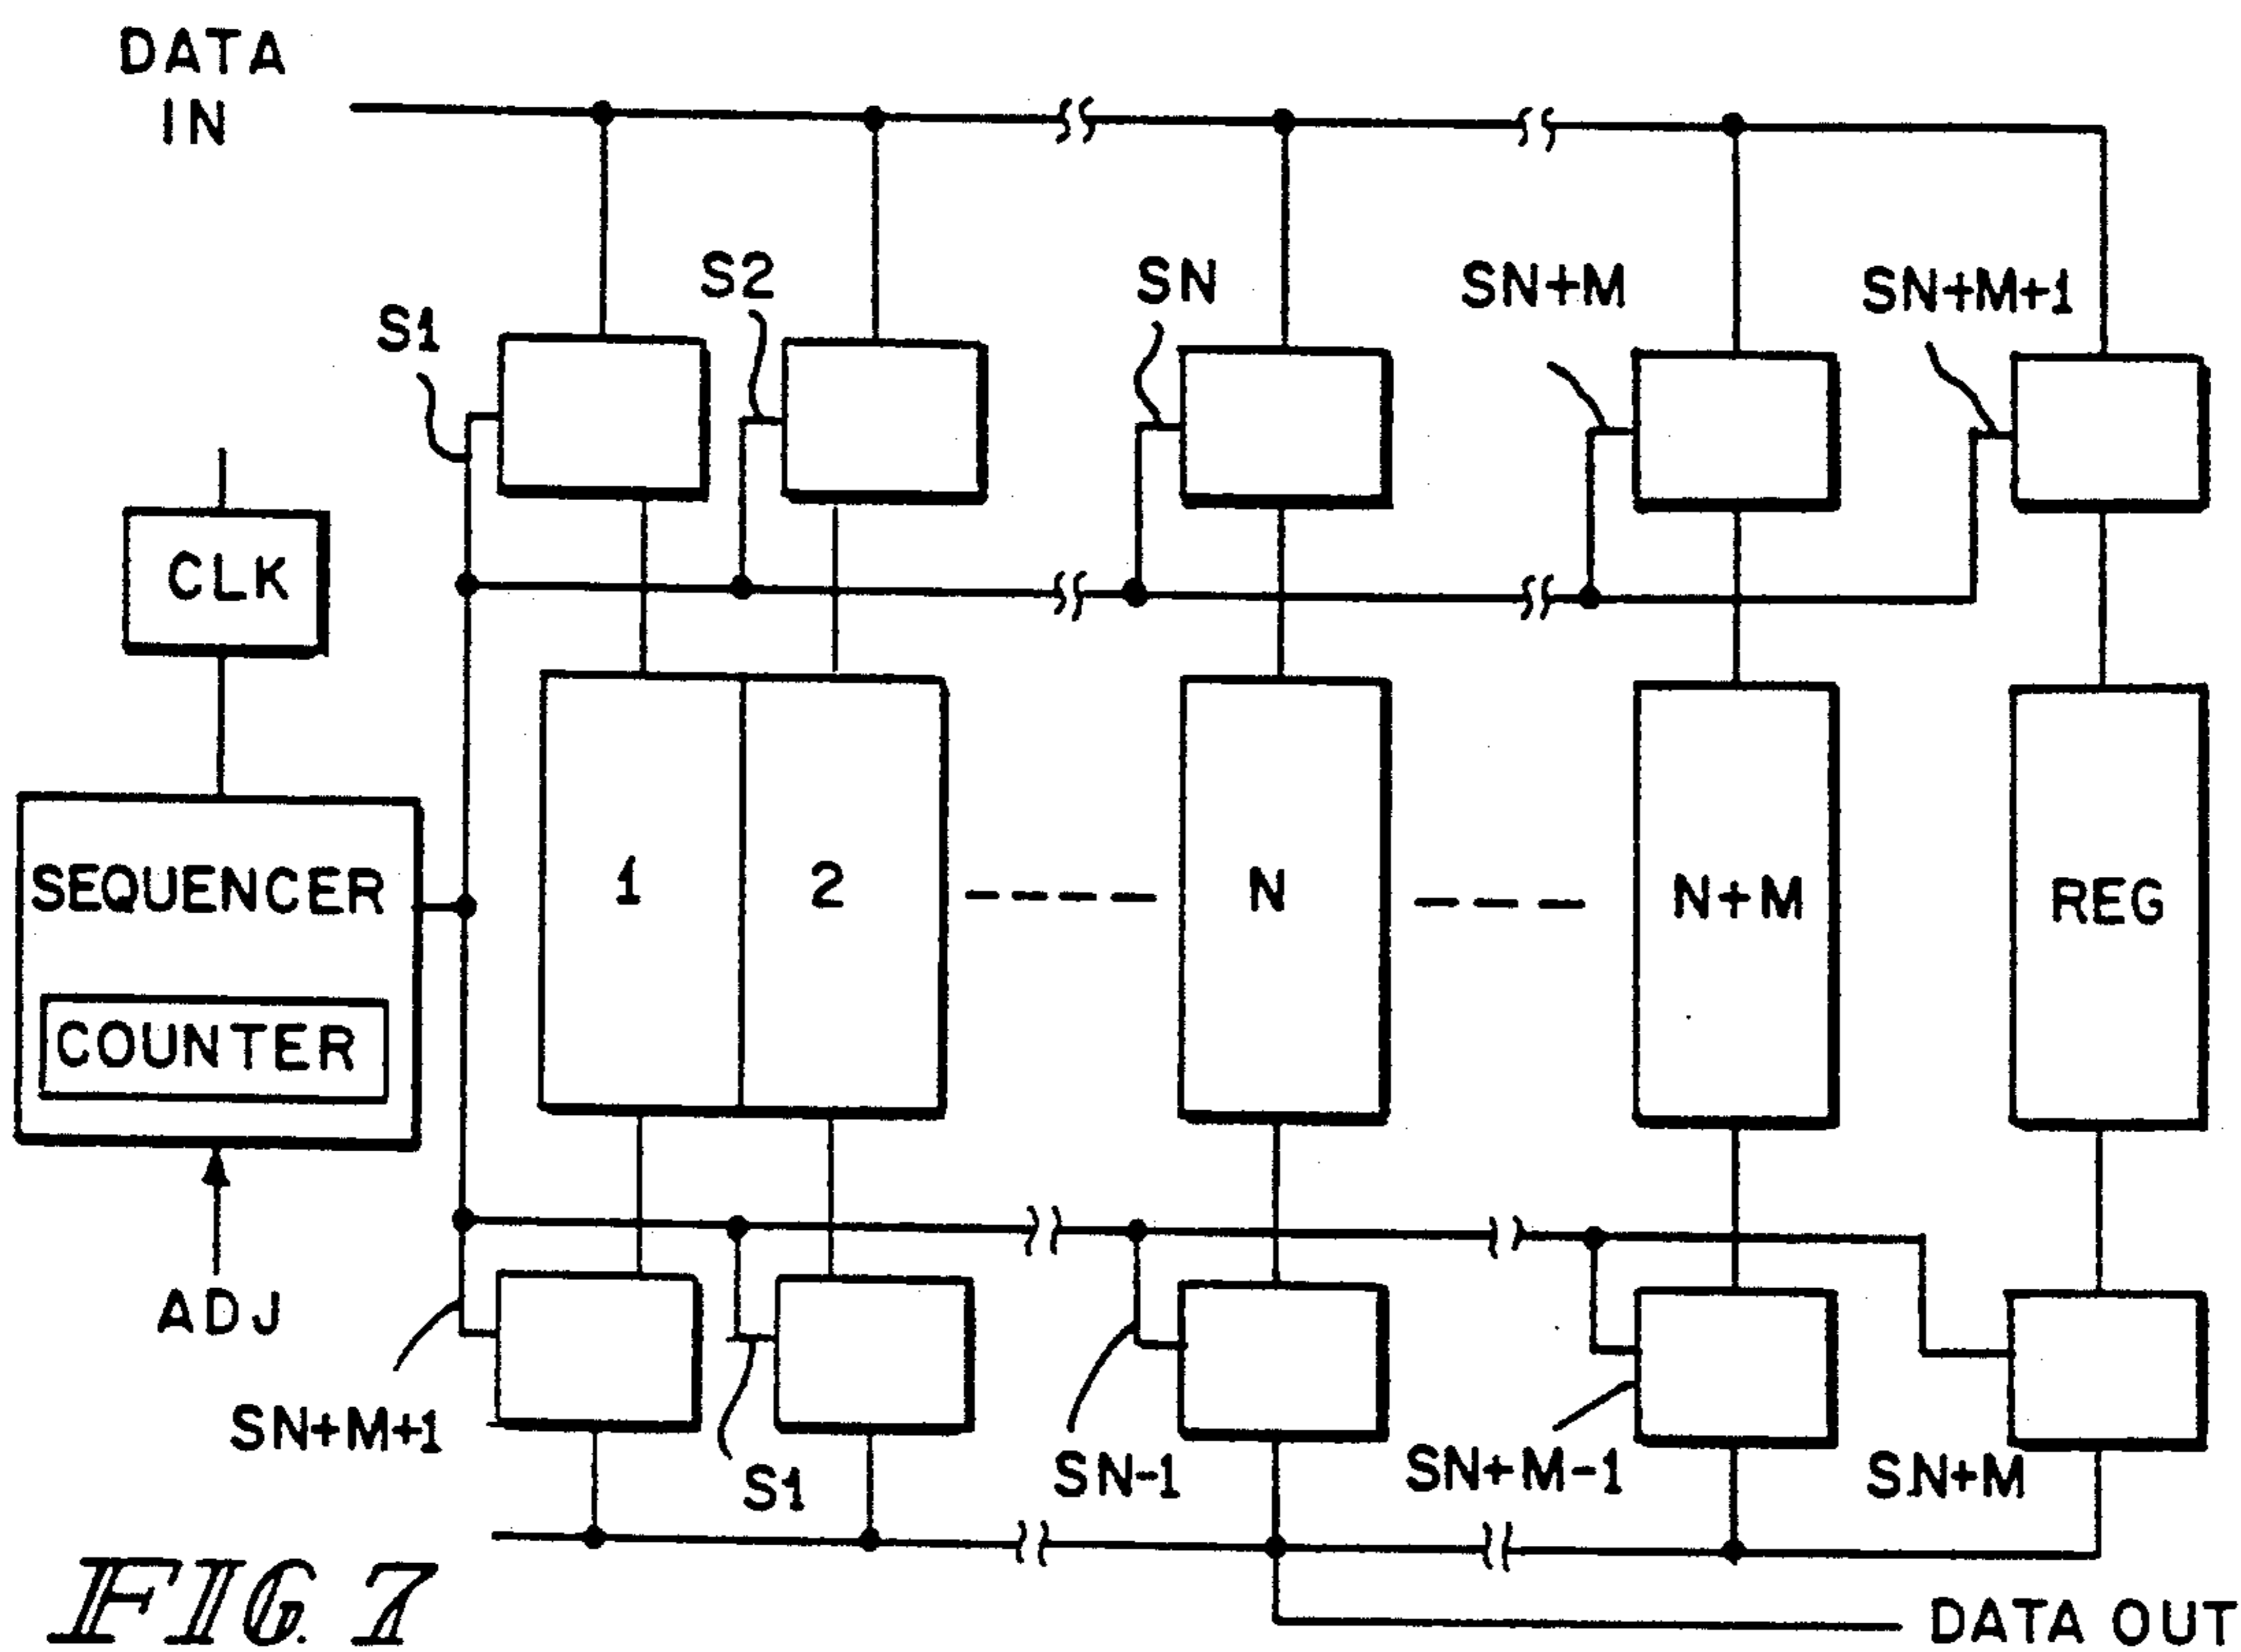 DATA
IN
S1
S2
SN
SN+M
SN+M+1
CLK
SEQUENCER
COUNTER
1
2
N
N+M
REG
ADJ
SN+M+1
S1
SN-1
SN+M-1
SN+M
FIG. 7
DATA OUT